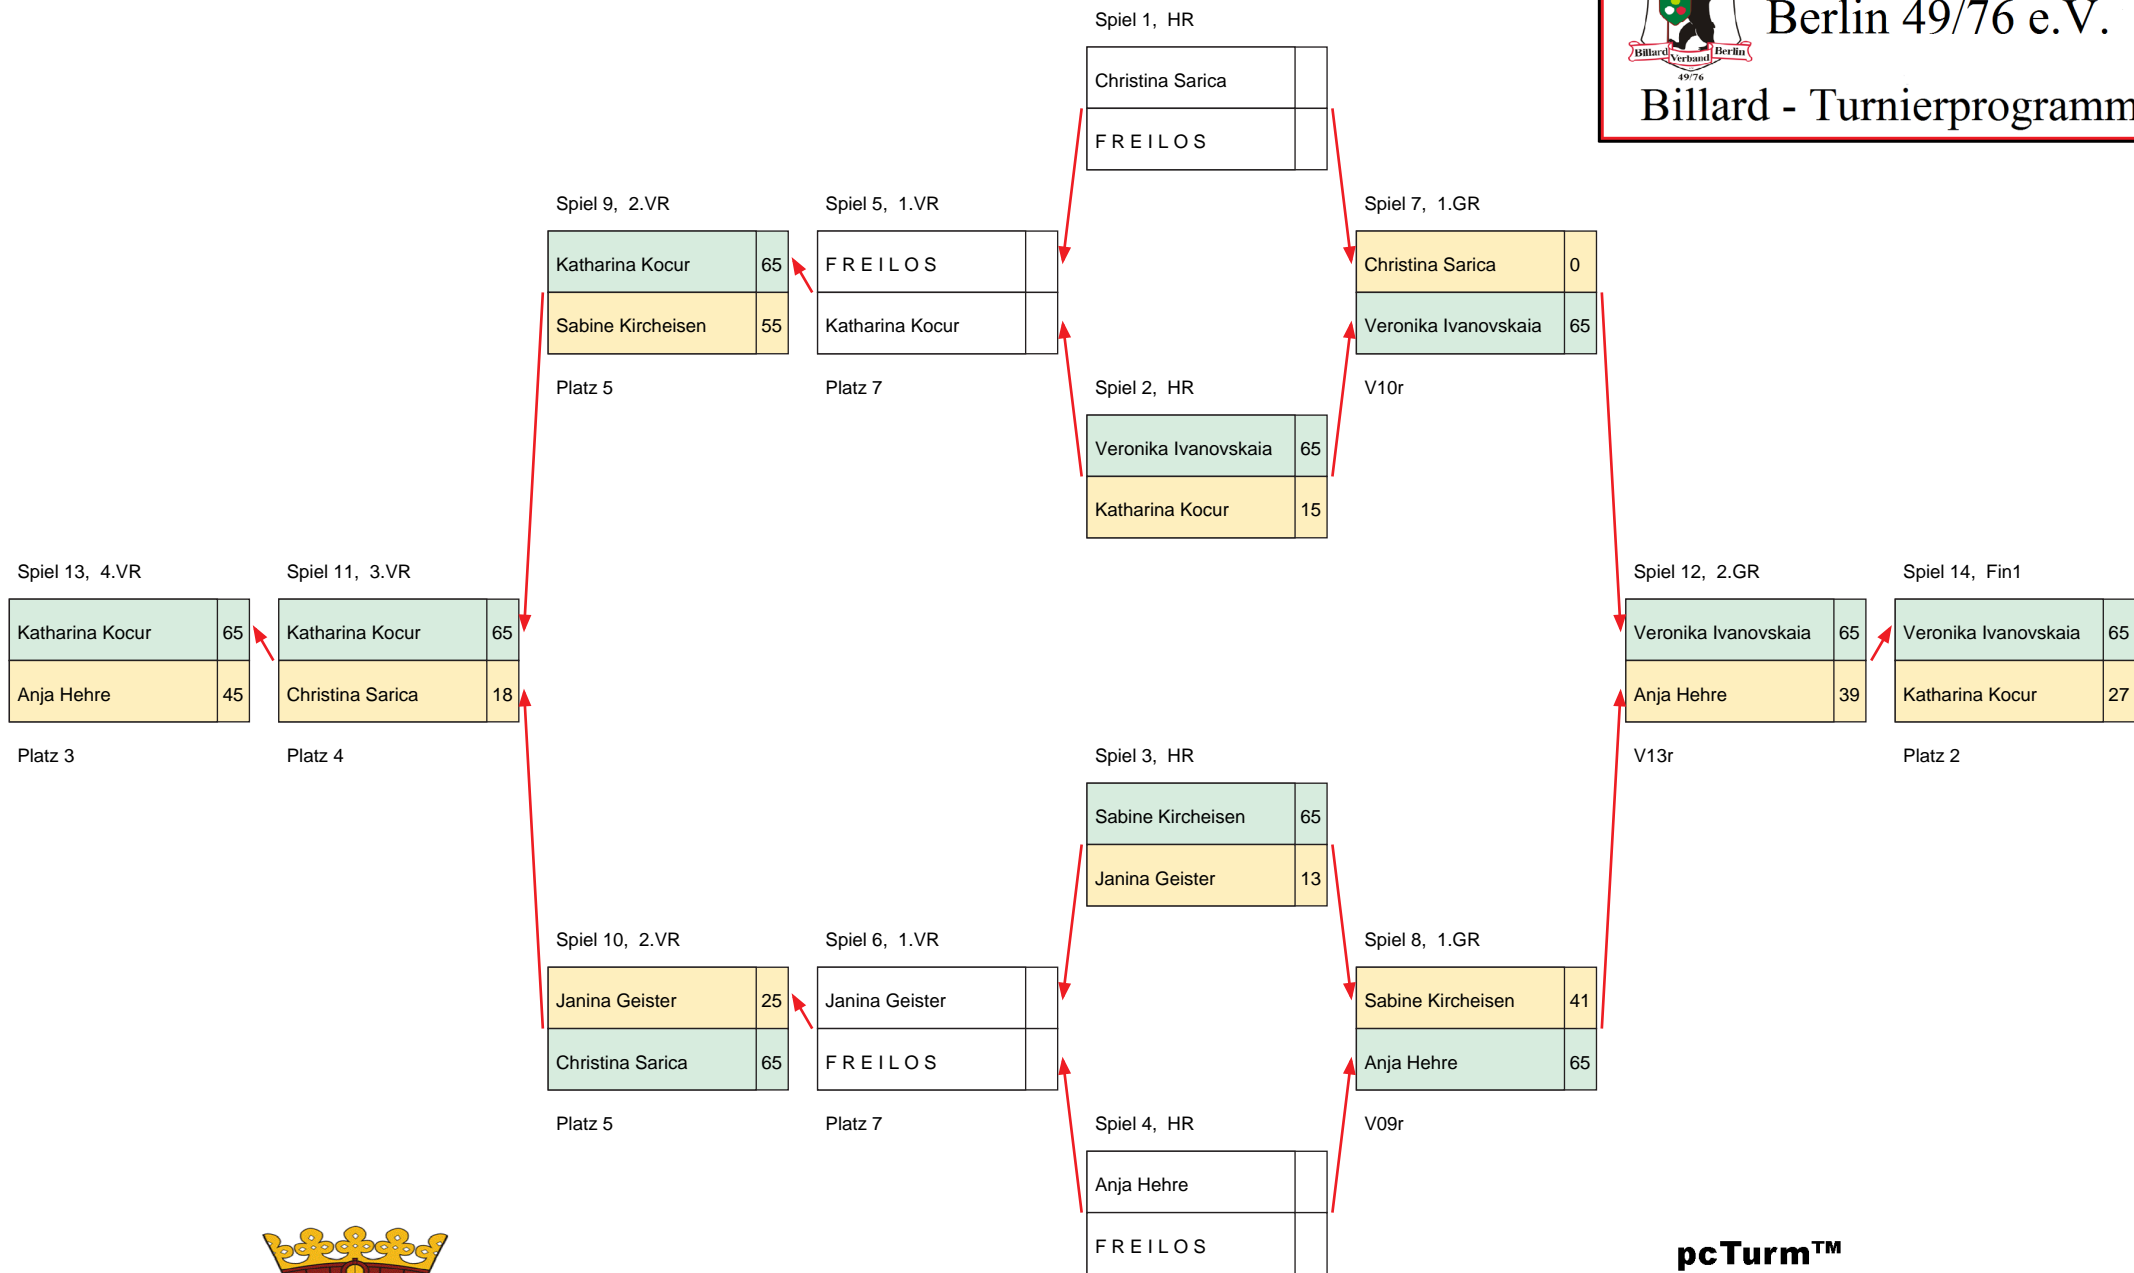 Berlin 49/76 e.V.
Billard Verband Berlin
49/76
Billard - Turnierprogramm
Spiel 1, HR
Christina Sarica
F R E I L O S
Spiel 9, 2.VR
Katharina Kocur 65
Sabine Kircheisen 55
Platz 5
Spiel 5, 1.VR
F R E I L O S
Katharina Kocur
Platz 7
Spiel 7, 1.GR
Christina Sarica 0
Veronika Ivanovskaia 65
V10r
Spiel 2, HR
Veronika Ivanovskaia 65
Katharina Kocur 15
Spiel 13, 4.VR
Katharina Kocur 65
Anja Hehre 45
Platz 3
Spiel 11, 3.VR
Katharina Kocur 65
Christina Sarica 18
Platz 4
Spiel 12, 2.GR
Veronika Ivanovskaia 65
Anja Hehre 39
V13r
Spiel 14, Fin1
Veronika Ivanovskaia 65
Katharina Kocur 27
Platz 2
Spiel 3, HR
Sabine Kircheisen 65
Janina Geister 13
Spiel 10, 2.VR
Janina Geister 25
Christina Sarica 65
Platz 5
Spiel 6, 1.VR
Janina Geister
F R E I L O S
Platz 7
Spiel 8, 1.GR
Sabine Kircheisen 41
Anja Hehre 65
V09r
Spiel 4, HR
Anja Hehre
F R E I L O S
pcTurm™